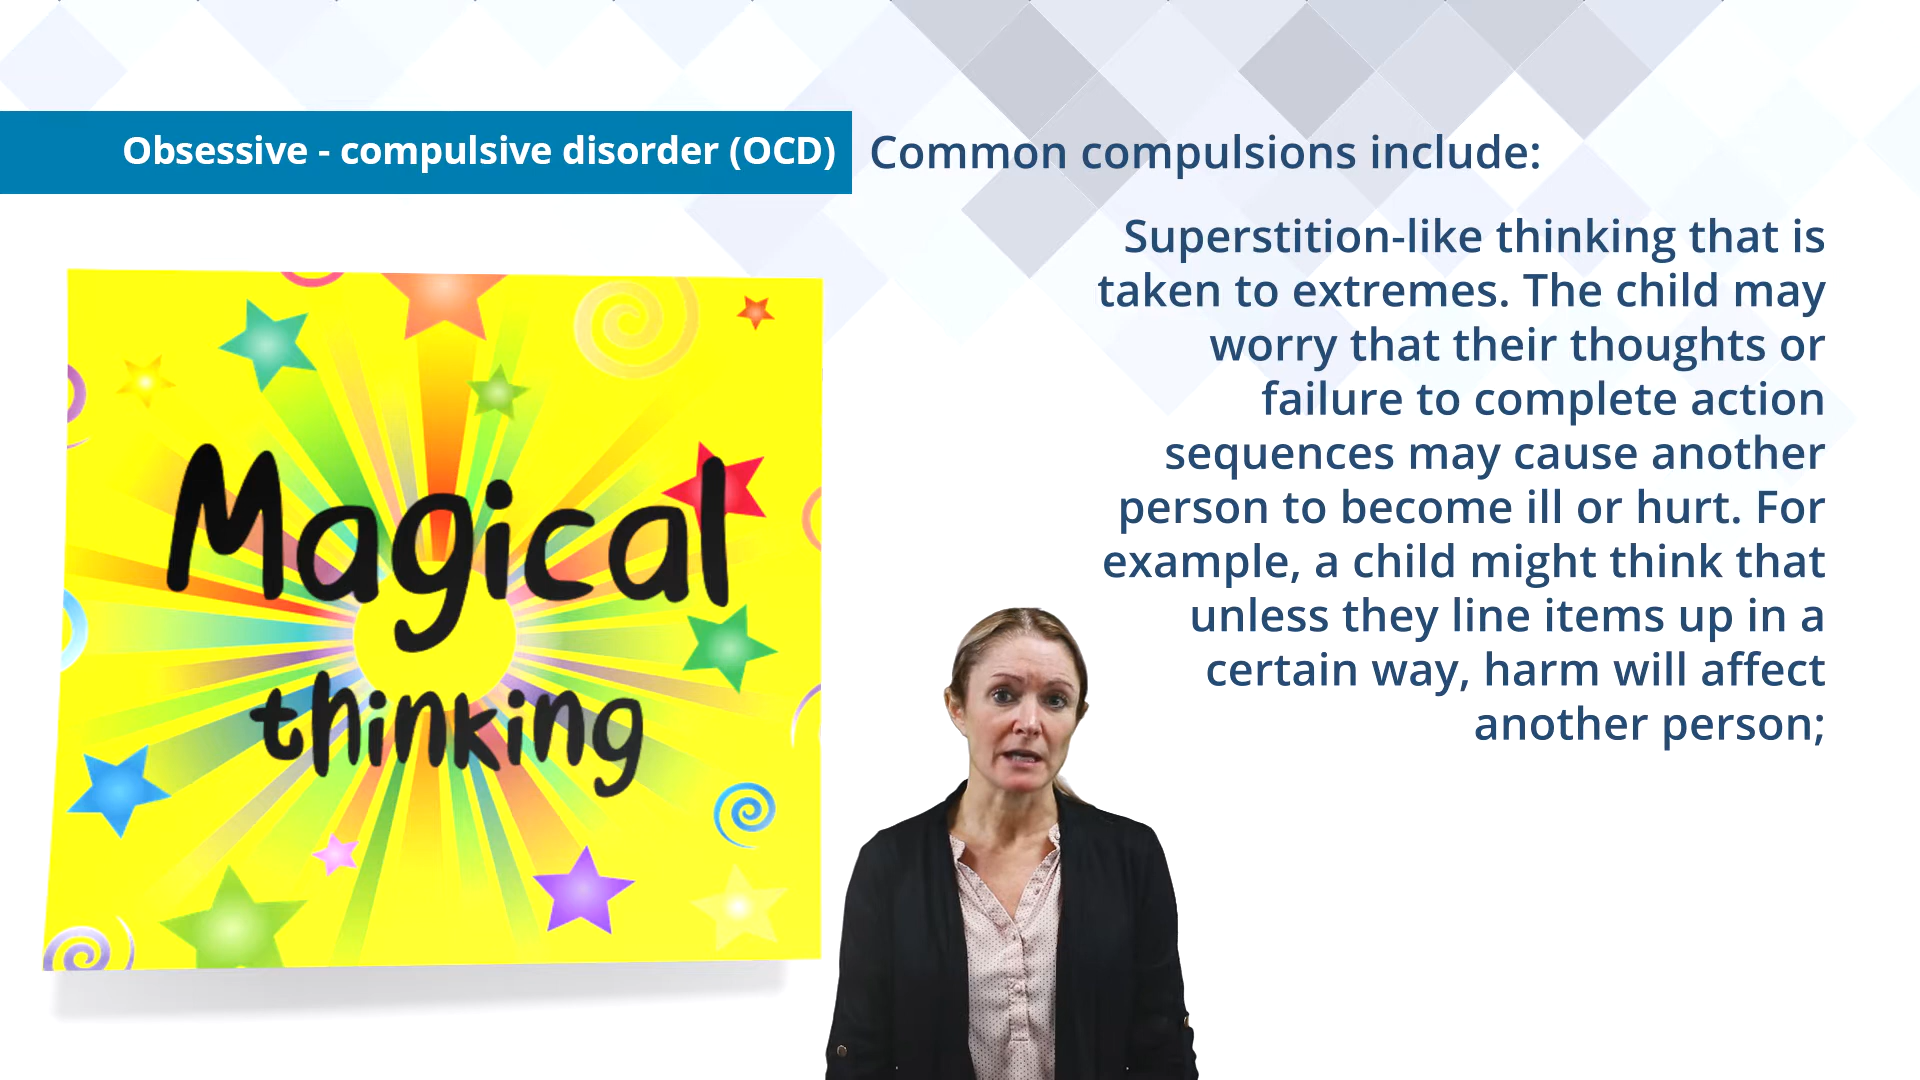 Obsessive - compulsive disorder (OCD)
Common compulsions include:
Superstition-like thinking that is
taken to extremes. The child may
worry that their thoughts or
failure to complete action
sequences may cause another
person to become ill or hurt. For
example, a child might think that
unless they line items up in a
certain way, harm will affect
another person;
Magical
thinking